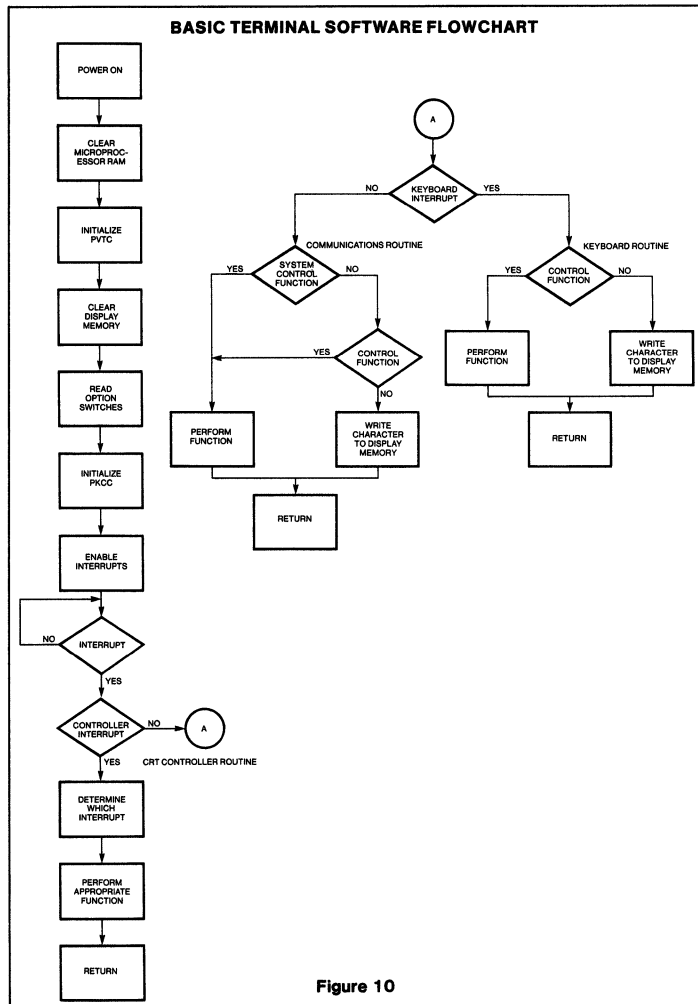 BASIC TERMINAL SOFTWARE FLOWCHART
POWER ON
CLEAR
MICROPROC-
ESSOR RAM
INITIALIZE
PVTC
CLEAR
DISPLAY
MEMORY
READ
OPTION
SWITCHES
INITIALIZE
PKCC
ENABLE
INTERRUPTS
NO
INTERRUPT
YES
CONTROLLER
INTERRUPT
NO
A
YES
CRT CONTROLLER ROUTINE
DETERMINE
WHICH
INTERRUPT
PERFORM
APPROPRIATE
FUNCTION
RETURN
A
NO
KEYBOARD
INTERRUPT
YES
COMMUNICATIONS ROUTINE
YES
SYSTEM
CONTROL
FUNCTION
NO
YES
CONTROL
FUNCTION
NO
PERFORM
FUNCTION
WRITE
CHARACTER
TO DISPLAY
MEMORY
RETURN
KEYBOARD ROUTINE
YES
CONTROL
FUNCTION
NO
PERFORM
FUNCTION
WRITE
CHARACTER
TO DISPLAY
MEMORY
RETURN
Figure 10